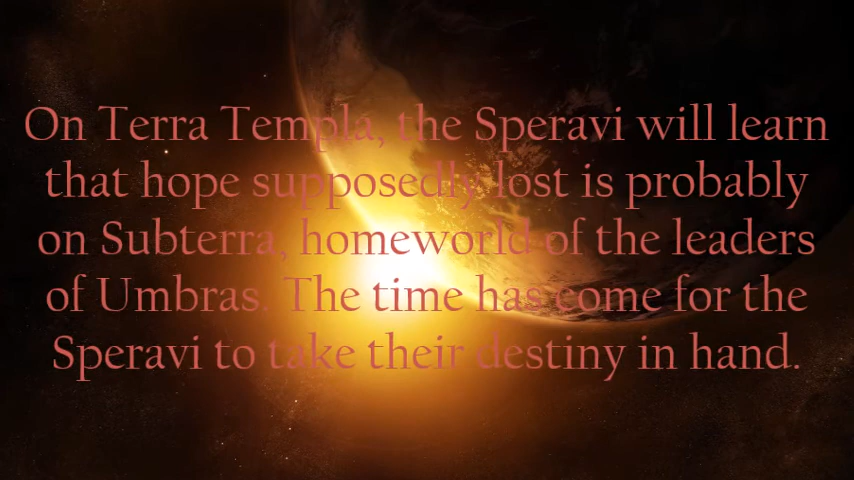 On Terra Templa, the Speravi will learn
that hope supposedly lost is probably
on Subterra, homeworld of the leaders
of Umbras. The time has come for the
Speravi to take their destiny in hand.